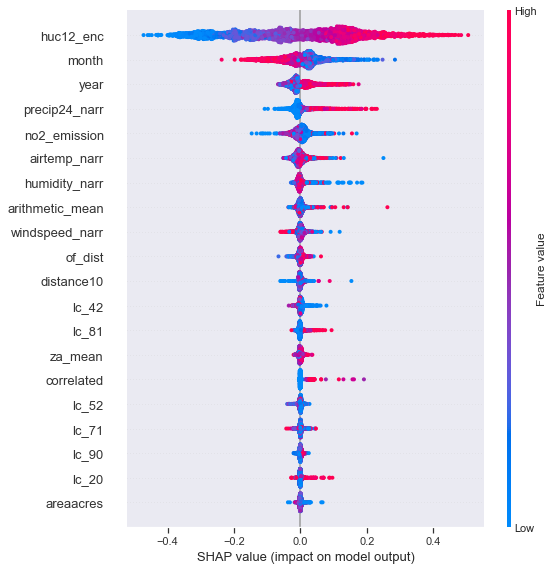 High
huc12_enc
month
year
precip24_narr
no2_emission
airtemp_narr
humidity_narr
arithmetic_mean
windspeed_narr
of_dist
distance10
lc_42
lc_81
za_mean
correlated
lc_52
lc_71
lc_90
lc_20
areaacres
Low
Feature value
−0.4 −0.2 0.0 0.2 0.4
SHAP value (impact on model output)